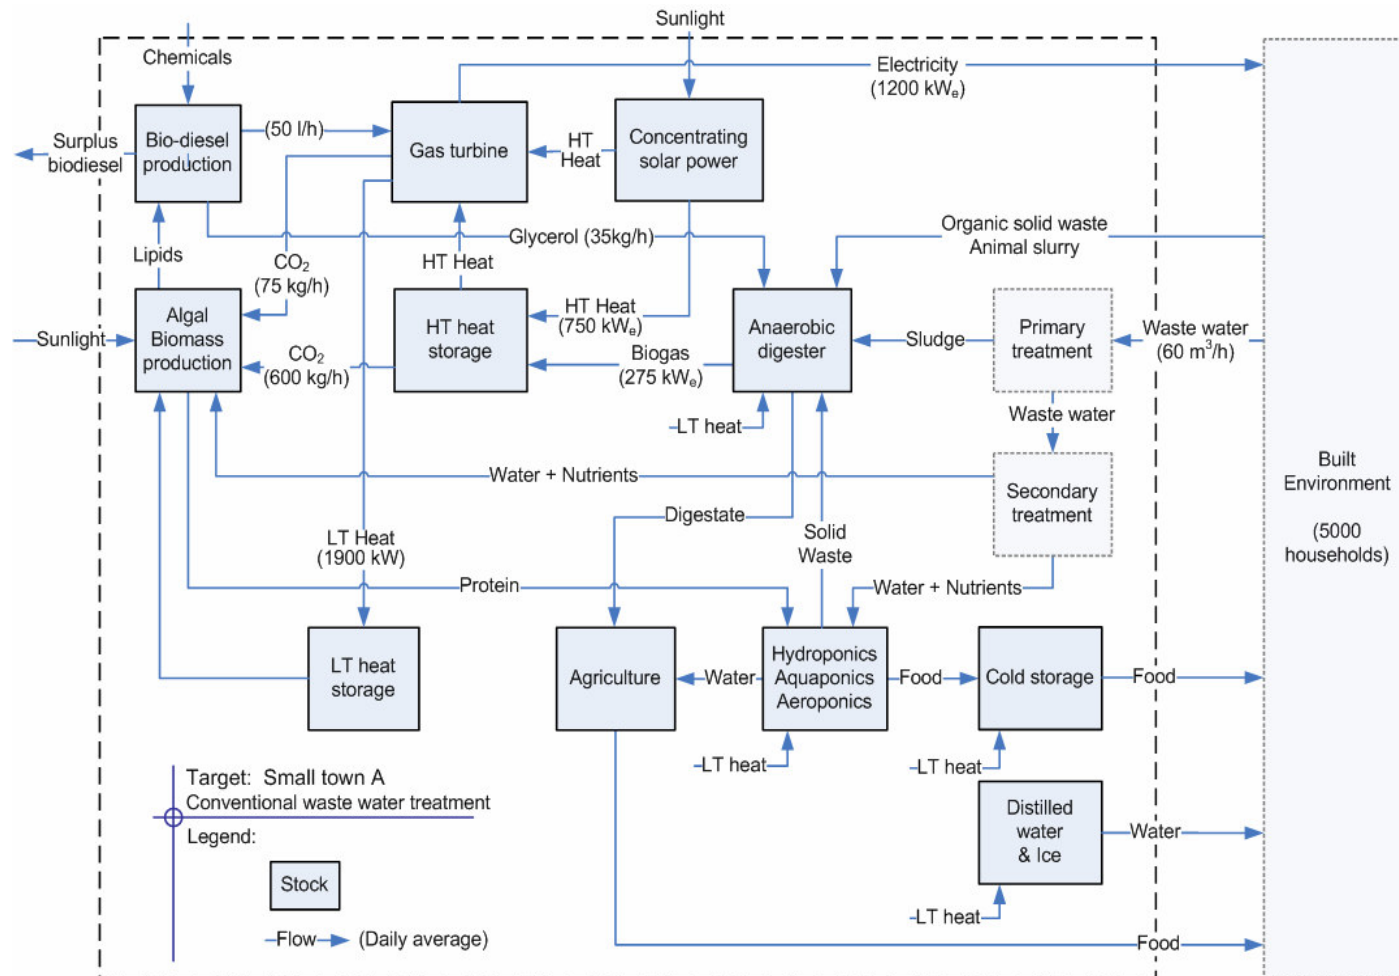 Sunlight
Chemicals
Electricity
(1200 kWe)
Surplus
biodiesel
Bio-diesel
production
(50 l/h)
Gas turbine
HT
Heat
Concentrating
solar power
Organic solid waste
Animal slurry
Glycerol (35kg/h)
Lipids
CO2
(75 kg/h)
HT Heat
Sunlight
Algal
Biomass
production
CO2
(600 kg/h)
HT heat
storage
HT Heat
(750 kWe)
Biogas
(275 kWe)
Anaerobic
digester
Sludge
Primary
treatment
Waste water
(60 m3/h)
LT heat
Waste water
Water + Nutrients
Secondary
treatment
Built
Environment
(5000
households)
Digestate
Solid
Waste
LT Heat
(1900 kW)
Protein
Water + Nutrients
LT heat
storage
Agriculture
Water
Hydroponics
Aquaponics
Aeroponics
Food
Cold storage
Food
LT heat
LT heat
Target: Small town A
Conventional waste water treatment
Legend:
Distilled
water
& Ice
Water
Stock
LT heat
Flow
(Daily average)
Food